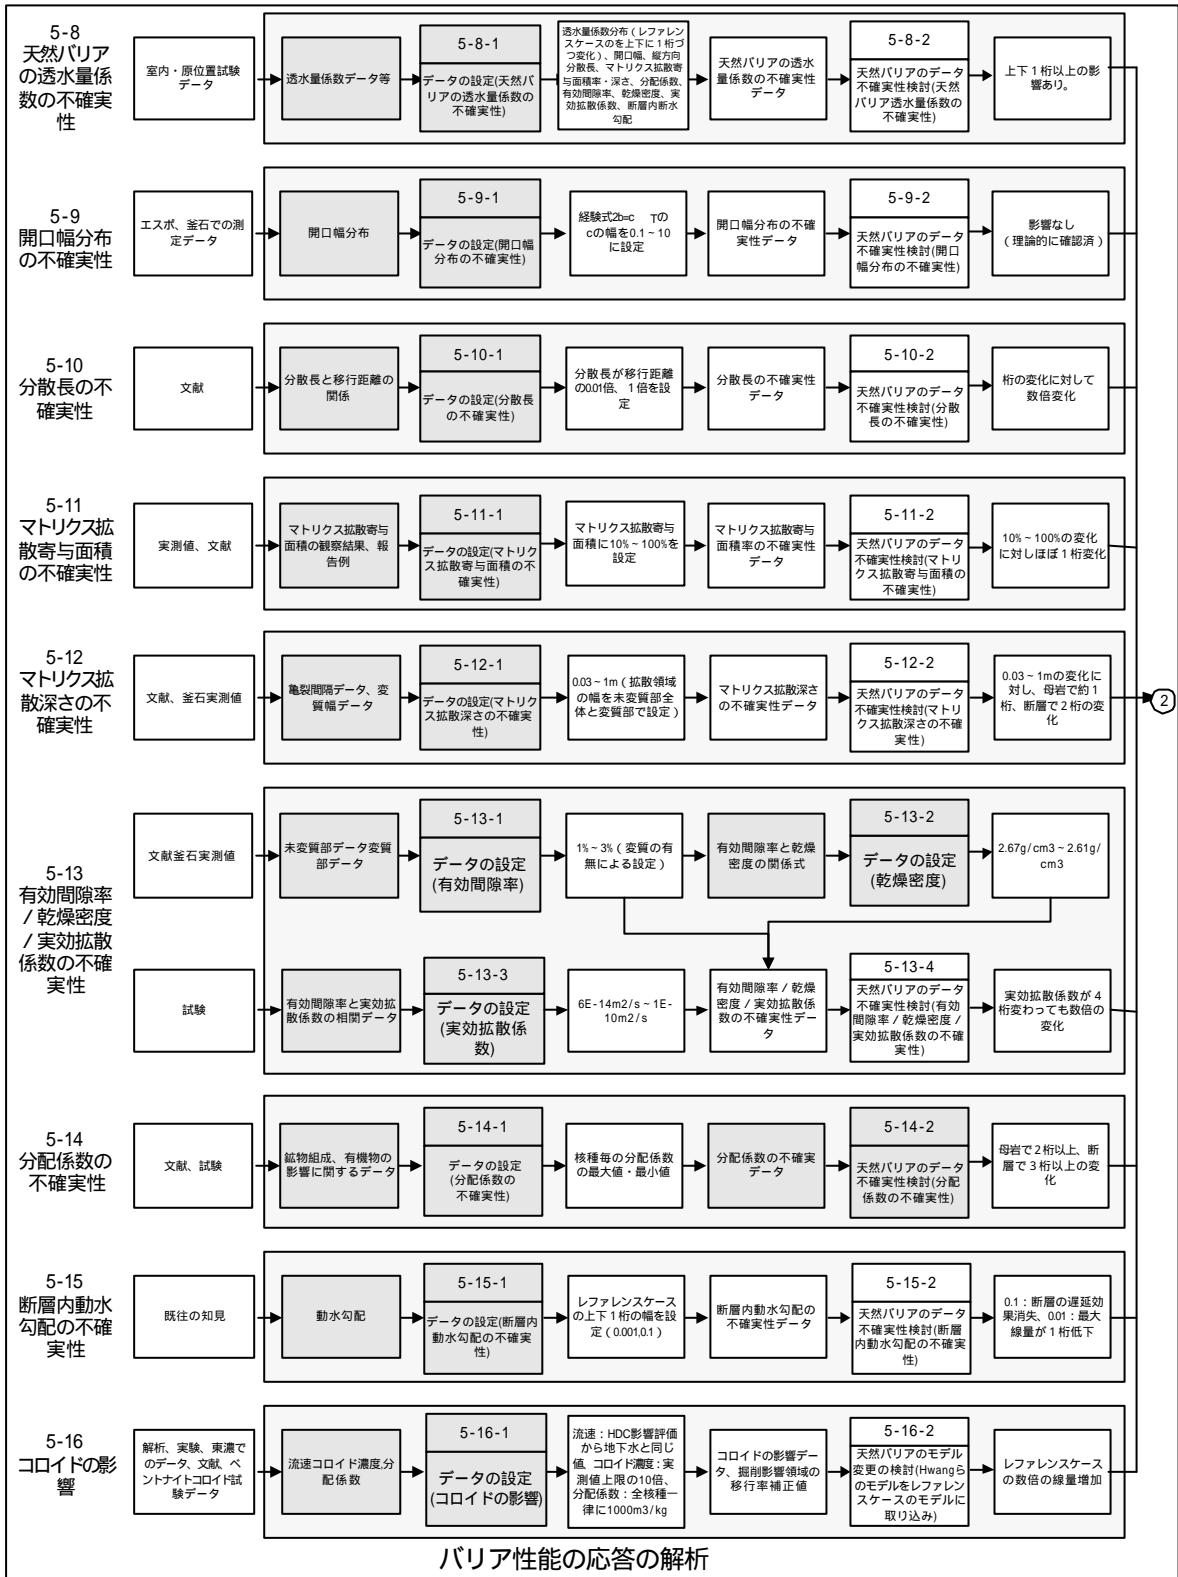 5-8
天然バリア
の透水量係
数の不確実
性
室内・原位置試験
データ
透水量係数データ等
5-8-1
データの設定(天然バ
リアの透水量係数の
不確実性)
透水量係数分布(レファレン
スケースのを上下に1桁づ
つ変化)、開口幅、縦方向
分散長、マトリクス拡散寄
与面積率・深さ、分配係数、
有効間隙率、乾燥密度、実
効拡散係数、断層内断水
勾配
天然バリアの透水
量係数の不確実性
データ
5-8-2
天然バリアのデータ
不確実性検討(天然
バリア透水量係数の
不確実性)
上下1桁以上の影
響あり。
5-9
開口幅分布
の不確実性
エスポ、釜石での測
定データ
開口幅分布
5-9-1
データの設定(開口幅
分布の不確実性)
経験式2b=c Tの
cの幅を0.1~10
に設定
開口幅分布の不確
実性データ
5-9-2
天然バリアのデータ
不確実性検討(開口
幅分布の不確実性)
影響なし
(理論的に確認済)
5-10
分散長の不
確実性
文献
分散長と移行距離の
関係
5-10-1
データの設定(分散長
の不確実性)
分散長が移行距離
の0.01倍、1倍を設
定
分散長の不確実性
データ
5-10-2
天然バリアのデータ
不確実性検討(分散
長の不確実性)
桁の変化に対して
数倍変化
5-11
マトリクス拡
散寄与面積
の不確実性
実測値、文献
マトリクス拡散寄与
面積の観察結果、報
告例
5-11-1
データの設定(マトリク
ス拡散寄与面積の不
確実性)
マトリクス拡散寄与
面積に10%~100%を
設定
マトリクス拡散寄与
面積率の不確実性
データ
5-11-2
天然バリアのデータ
不確実性検討(マトリ
クス拡散寄与面積の
不確実性)
10%~100%の変化
に対しほぼ1桁変化
5-12
マトリクス拡
散深さの不
確実性
文献、釜石実測値
亀裂間隔データ、変
質幅データ
5-12-1
データの設定(マトリク
ス拡散深さの不確実
性)
0.03~1m(拡散領域
の幅を未変質部全
体と変質部で設定)
マトリクス拡散深さ
の不確実性データ
5-12-2
天然バリアのデータ
不確実性検討(マトリ
クス拡散深さの不確
実性)
0.03~1mの変化に
対し、母岩で約1
桁、断層で2桁の変
化
2
5-13
有効間隙率
/乾燥密度
/実効拡散
係数の不確
実性
文献釜石実測値
未変質部データ変質
部データ
5-13-1
データの設定
(有効間隙率)
1%~3%(変質の有
無による設定)
有効間隙率と乾燥
密度の関係式
5-13-2
データの設定
(乾燥密度)
2.67g/cm3~2.61g/
cm3
試験
有効間隙率と実効拡
散係数の相関データ
5-13-3
データの設定
(実効拡散係
数)
6E-14m2/s~1E-
10m2/s
有効間隙率/乾燥
密度/実効拡散係
数の不確実性デー
タ
5-13-4
天然バリアのデータ
不確実性検討(有効
間隙率/乾燥密度/
実効拡散係数の不確
実性)
実効拡散係数が4
桁変わっても数倍の
変化
5-14
分配係数の
不確実性
文献、試験
鉱物組成、有機物の
影響に関するデータ
5-14-1
データの設定
(分配係数の
不確実性)
核種毎の分配係数
の最大値・最小値
分配係数の不確実
データ
5-14-2
天然バリアのデータ
不確実性検討(分配
係数の不確実性)
母岩で2桁以上、断
層で3桁以上の変
化
5-15
断層内動水
勾配の不確
実性
既往の知見
動水勾配
5-15-1
データの設定(断層内
動水勾配の不確実
性)
レファレンスケース
の上下1桁の幅を設
定(0.001,0.1)
断層内動水勾配の
不確実性データ
5-15-2
天然バリアのデータ
不確実性検討(断層
内動水勾配の不確実
性)
0.1:断層の遅延効
果消失、0.01:最大
線量が1桁低下
5-16
コロイドの影
響
解析、実験、東濃で
のデータ、文献、ベ
ントナイトコロイド試
験データ
流速コロイド濃度,分
配係数
5-16-1
データの設定
(コロイドの影響)
流速:HDC影響評価
から地下水と同じ
値、コロイド濃度:実
測値上限の10倍、
分配係数:全核種一
律に1000m3/kg
コロイドの影響デー
タ、掘削影響領域の
移行率補正値
5-16-2
天然バリアのモデル
変更の検討(Hwangら
のモデルをレファレン
スケースのモデルに
取り込み)
レファレンスケース
の数倍の線量増加
バリア性能の応答の解析